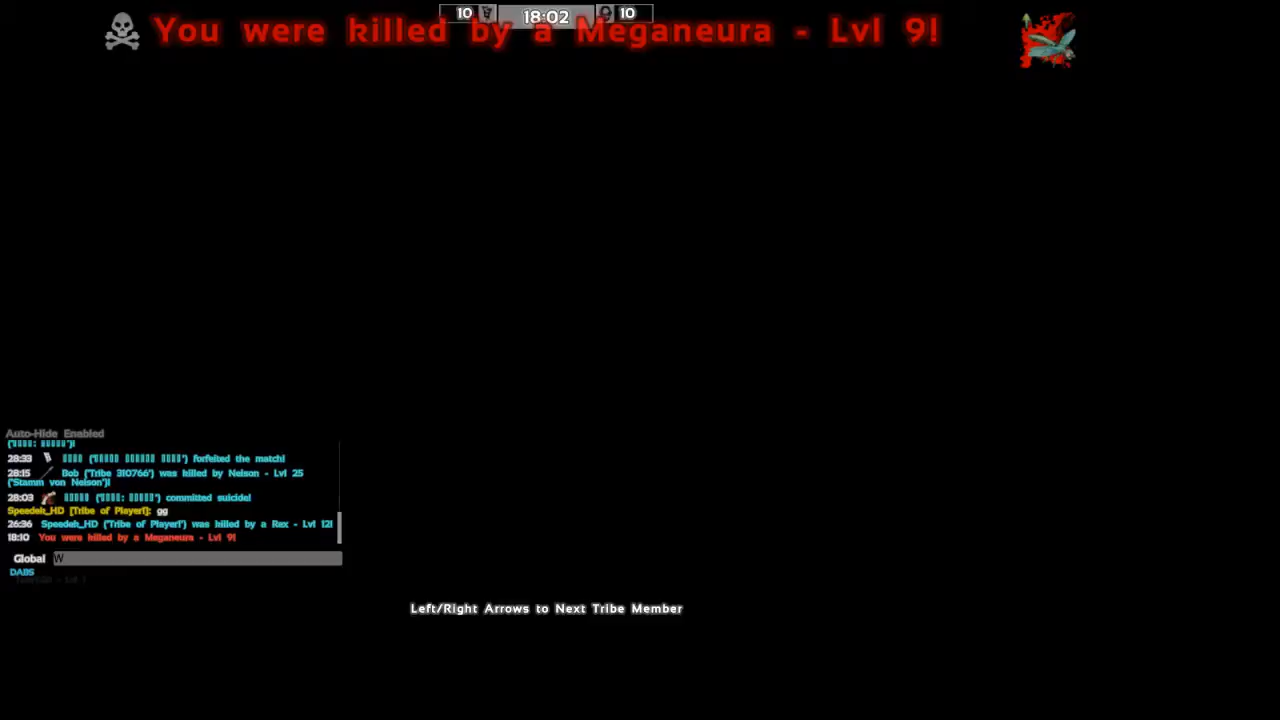 10 18:02 10
You were killed by a Meganeura - Lvl 9!
Auto-Hide Enabled
28:33 forfeited the match!
28:15 Bob ('Tribe 310766') was killed by Nelson - Lvl 25
('Stamm von Nelson')!
28:03 committed suicide!
Speedeh_HD [Tribe of Player1]: gg
26:36 Speedeh_HD ('Tribe of Player1') was killed by a Rex - Lvl 12!
18:10 You were killed by a Meganeura - Lvl 9!
Global W
DABS
Left/Right Arrows to Next Tribe Member